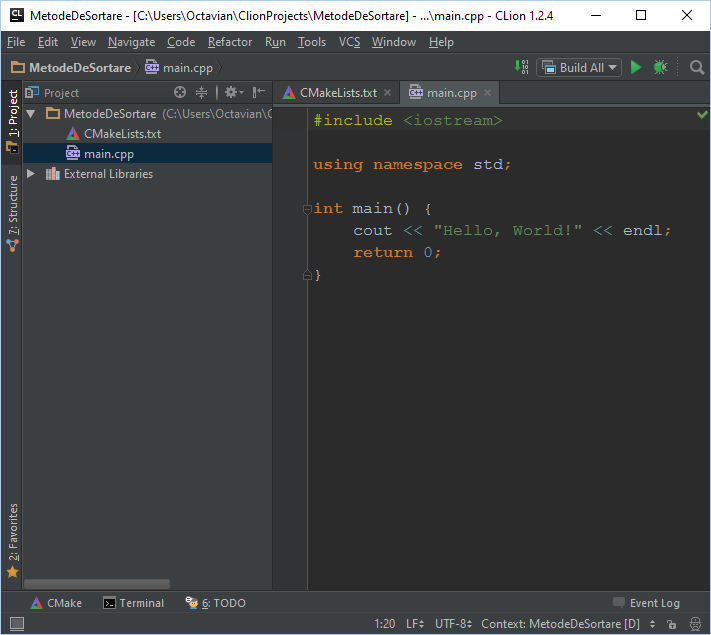 CL MetodeDeSortare - [C:\Users\Octavian\ClionProjects\MetodeDeSortare] - ...\main.cpp - CLion 1.2.4
File Edit View Navigate Code Refactor Run Tools VCS Window Help
MetodeDeSortare main.cpp Build All
1: Project
7: Structure
2: Favorites
Project
MetodeDeSortare (C:\Users\Octavian\C
CMakeLists.txt
main.cpp
External Libraries
CMakeLists.txt main.cpp
#include <iostream>
using namespace std;
int main() {
cout << "Hello, World!" << endl;
return 0;
}
CMake Terminal 6: TODO Event Log
1:20 LF UTF-8 Context: MetodeDeSortare [D]